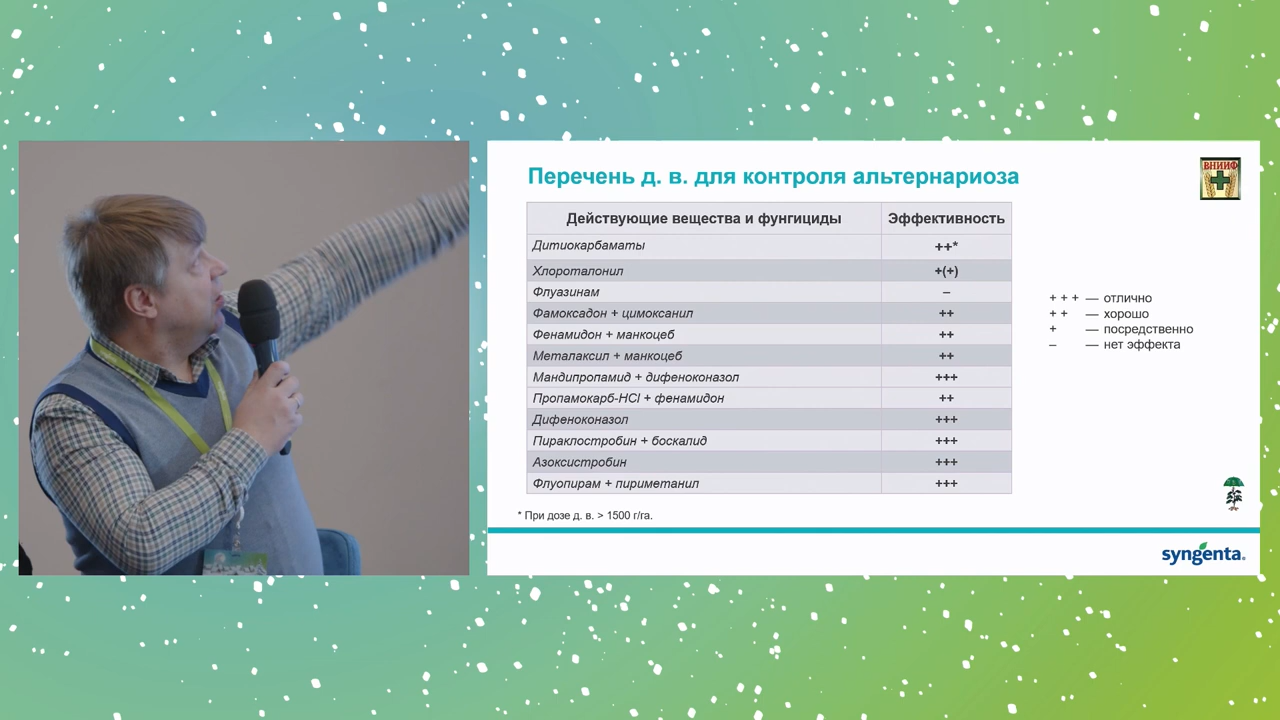 Перечень д. в. для контроля альтернариоза
ВНИИФ
Действующие вещества и фунгициды Эффективность
Дитиокарбаматы ++*
Хлороталонил +(+)
Флуазинам –
Фамоксадон + цимоксанил ++
Фенамидон + манкоцеб ++
Металаксил + манкоцеб ++
Мандипропамид + дифеноконазол +++
Пропамокарб-HCl + фенамидон ++
Дифеноконазол +++
Пираклостробин + боскалид +++
Азоксистробин +++
Флуопирам + пириметанил +++
+ + + — отлично
+ + — хорошо
+ — посредственно
– — нет эффекта
* При дозе д. в. > 1500 г/га.
syngenta.